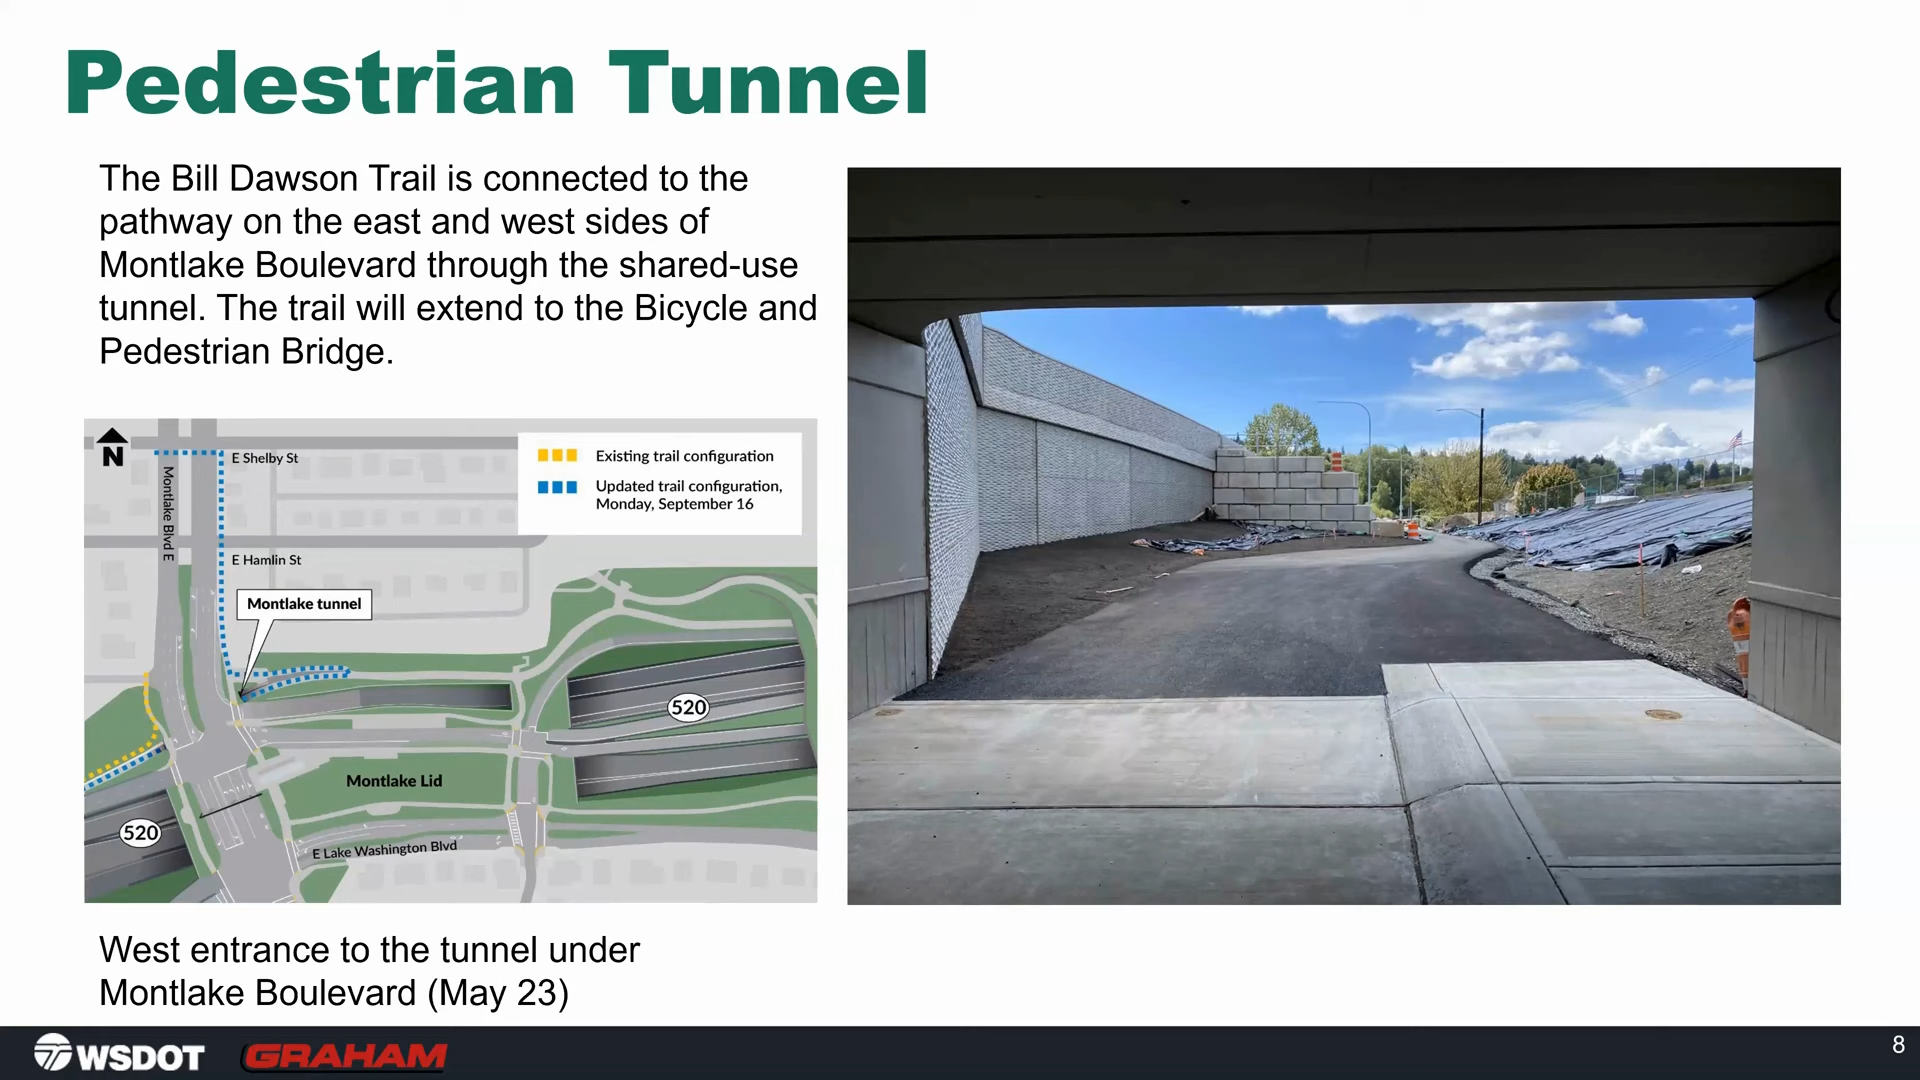 Pedestrian Tunnel
The Bill Dawson Trail is connected to the
pathway on the east and west sides of
Montlake Boulevard through the shared-use
tunnel. The trail will extend to the Bicycle and
Pedestrian Bridge.
N
E Shelby St
Montlake Blvd E
Existing trail configuration
Updated trail configuration,
Monday, September 16
E Hamlin St
Montlake tunnel
520
Montlake Lid
520
E Lake Washington Blvd
West entrance to the tunnel under
Montlake Boulevard (May 23)
WSDOT
GRAHAM
8